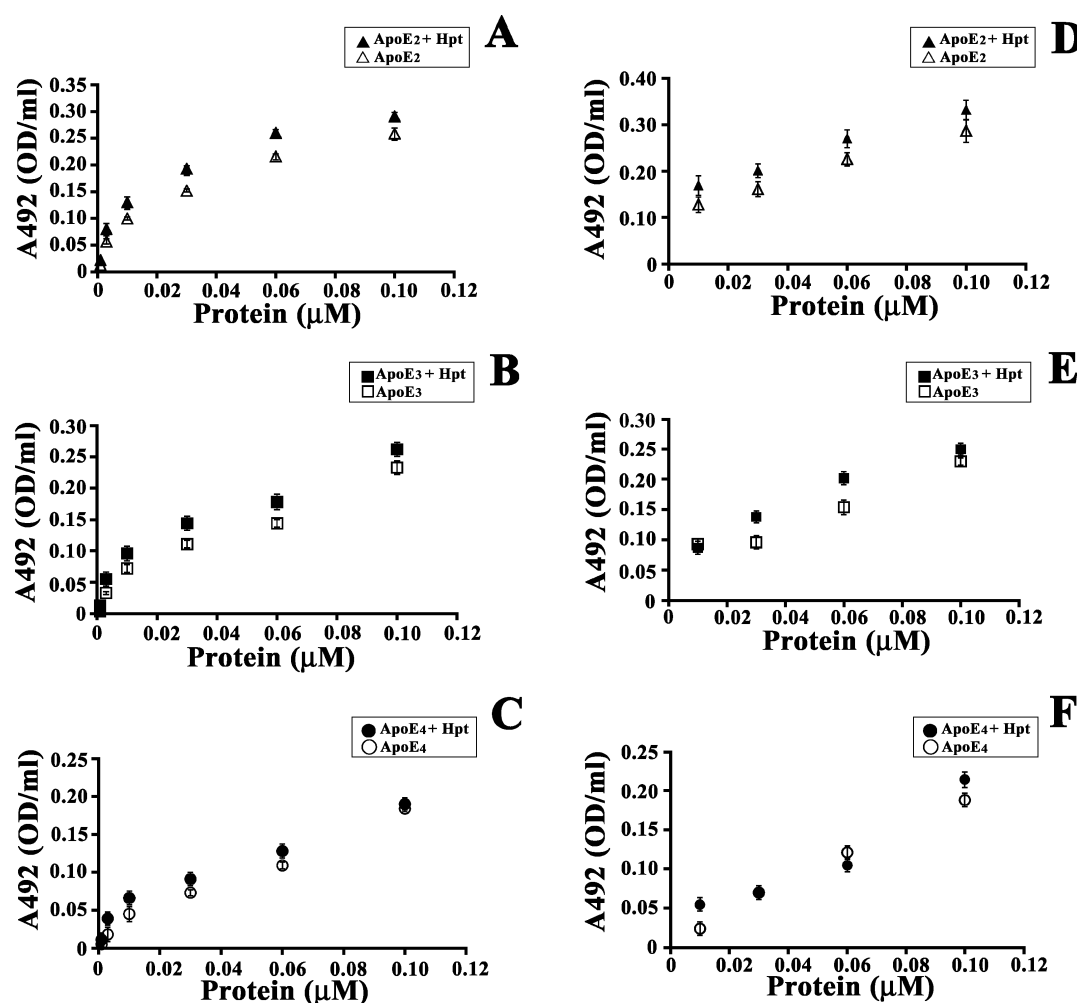 A
ApoE2 + Hpt
ApoE2
A492 (OD/ml)
0.35
0.30
0.25
0.20
0.15
0.10
0.05
0
0 0.02 0.04 0.06 0.08 0.10 0.12
Protein (μM)
D
ApoE2 + Hpt
ApoE2
A492 (OD/ml)
0.40
0.30
0.20
0.10
0
0 0.02 0.04 0.06 0.08 0.10 0.12
Protein (μM)
B
ApoE3 + Hpt
ApoE3
A492 (OD/ml)
0.30
0.25
0.20
0.15
0.10
0.05
0
0 0.02 0.04 0.06 0.08 0.10 0.12
Protein (μM)
E
ApoE3 + Hpt
ApoE3
A492 (OD/ml)
0.30
0.25
0.20
0.15
0.10
0.05
0
0 0.02 0.04 0.06 0.08 0.10 0.12
Protein (μM)
C
ApoE4 + Hpt
ApoE4
A492 (OD/ml)
0.25
0.20
0.15
0.10
0.05
0
0 0.02 0.04 0.06 0.08 0.10 0.12
Protein (μM)
F
ApoE4 + Hpt
ApoE4
A492 (OD/ml)
0.25
0.20
0.15
0.10
0.05
0
0 0.02 0.04 0.06 0.08 0.10 0.12
Protein (μM)